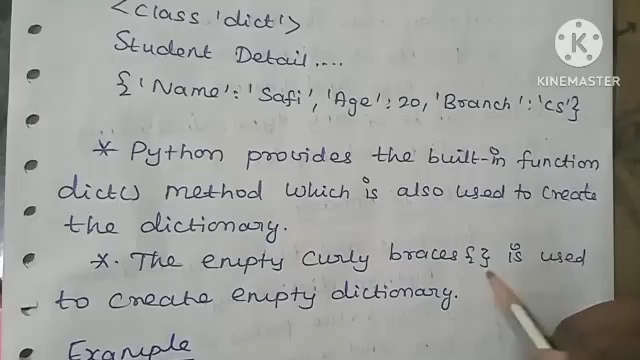 <class 'dict'>
Student Detail....
{'Name': 'Safi', 'Age': 20, 'Branch': 'CS'}
* Python provides the built-in function
dict() method which is also used to create
the dictionary.
*. The empty curly braces {} is used
to create empty dictionary.
Example
K
KINEMASTER